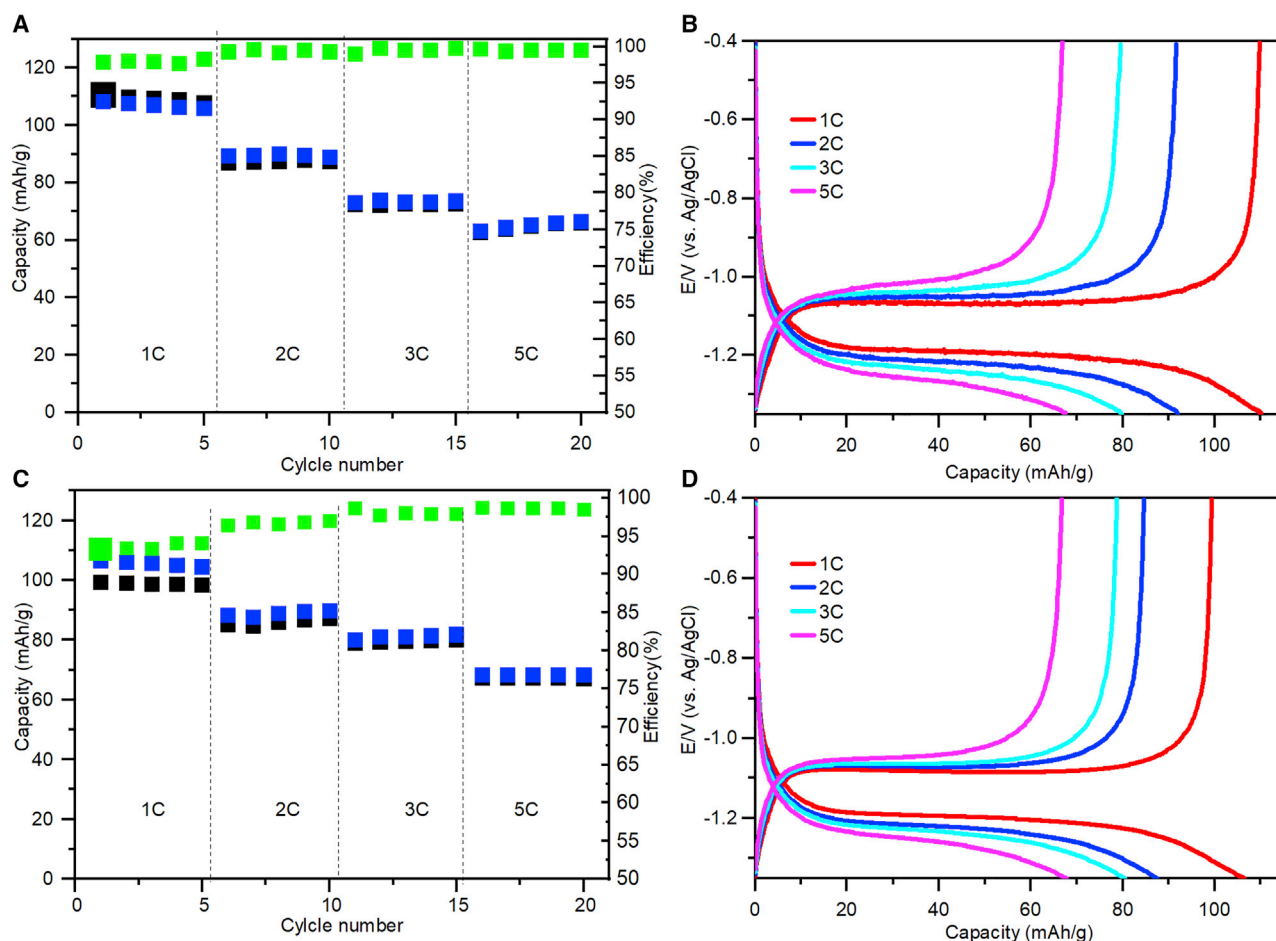 A
Capacity (mAh/g)
120
100
80
60
40
20
0
1C
2C
3C
5C
100
95
90
85
80
75
70
65
60
55
50
Efficiency(%)
0
5
10
15
20
Cylcle number
B
E/V (vs. Ag/AgCl)
-0.4
-0.6
-0.8
-1.0
-1.2
1C
2C
3C
5C
0
20
40
60
80
100
Capacity (mAh/g)
C
Capacity (mAh/g)
120
100
80
60
40
20
0
1C
2C
3C
5C
100
95
90
85
80
75
70
65
60
55
50
Efficiency(%)
0
5
10
15
20
Cylcle number
D
E/V (vs. Ag/AgCl)
-0.4
-0.6
-0.8
-1.0
-1.2
1C
2C
3C
5C
0
20
40
60
80
100
Capacity (mAh/g)